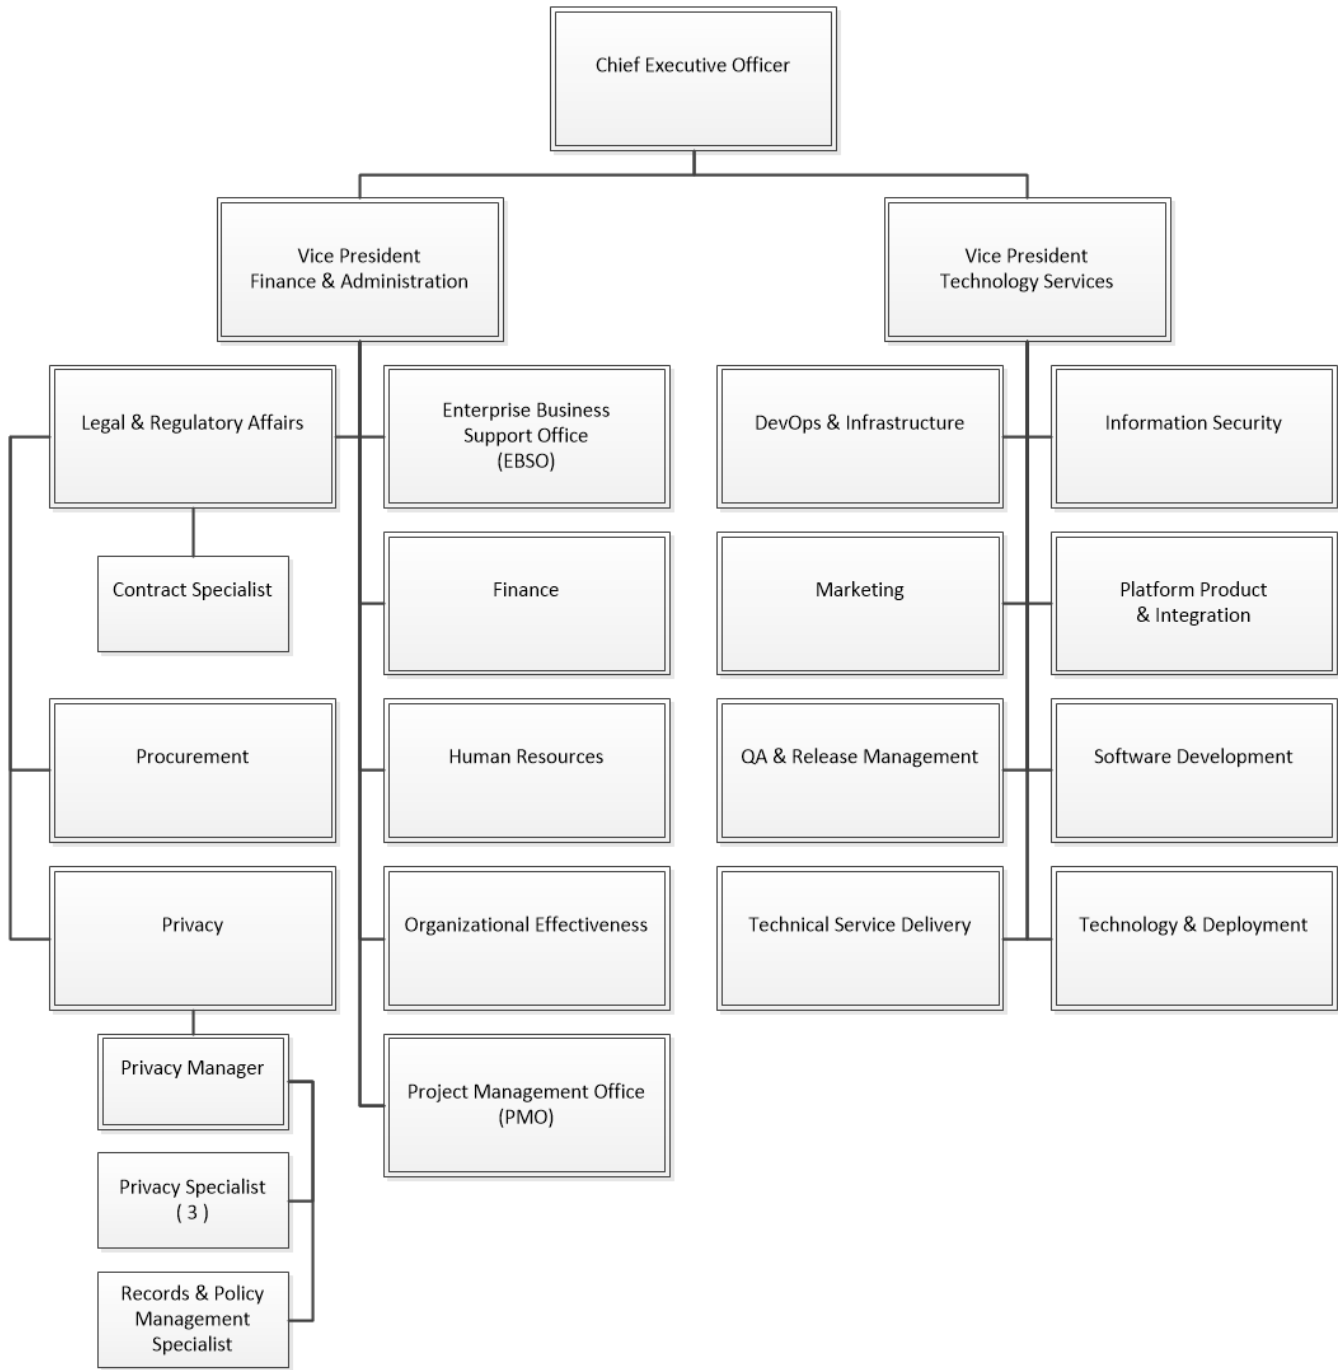 Chief Executive Officer
Vice President
Finance & Administration
Vice President
Technology Services
Legal & Regulatory Affairs
Enterprise Business
Support Office
(EBSO)
DevOps & Infrastructure
Information Security
Contract Specialist
Finance
Marketing
Platform Product
& Integration
Procurement
Human Resources
QA & Release Management
Software Development
Privacy
Organizational Effectiveness
Technical Service Delivery
Technology & Deployment
Privacy Manager
Project Management Office
(PMO)
Privacy Specialist
( 3 )
Records & Policy
Management
Specialist